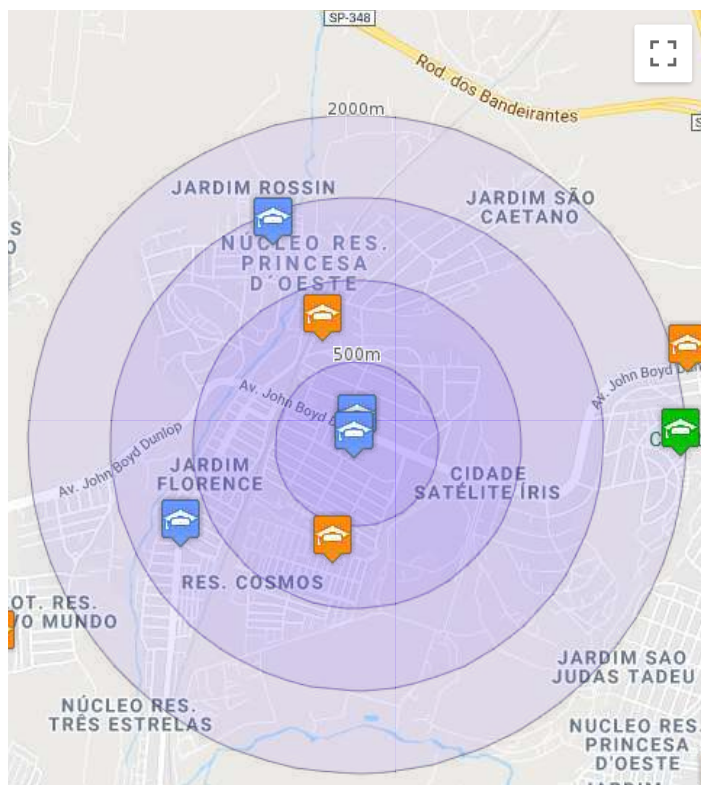 SP-348
Rod. dos Bandeirantes
2000m
JARDIM ROSSIN
JARDIM SÃO
CAETANO
NÚCLEO RES.
PRINCESA
D´OESTE
500m
Av. John Boyd
Av. John Boyd
Av. John Boyd Dunlop
JARDIM
FLORENCE
CIDADE
SATÉLITE ÍRIS
RES. COSMOS
OT. RES.
VO MUNDO
JARDIM SAO
JUDAS TADEU
NÚCLEO RES.
TRÊS ESTRELAS
NUCLEO RES.
PRINCESA
D'OESTE
JARDIM